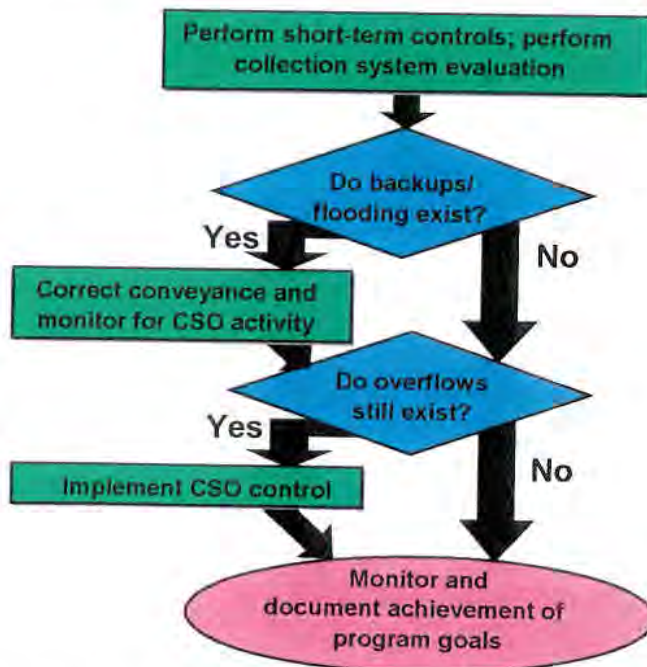 Perform short-term controls; perform
collection system evaluation
Do backups/
flooding exist?
Yes
No
Correct conveyance and
monitor for CSO activity
Do overflows
still exist?
Yes
No
Implement CSO control
Monitor and
document achievement of
program goals